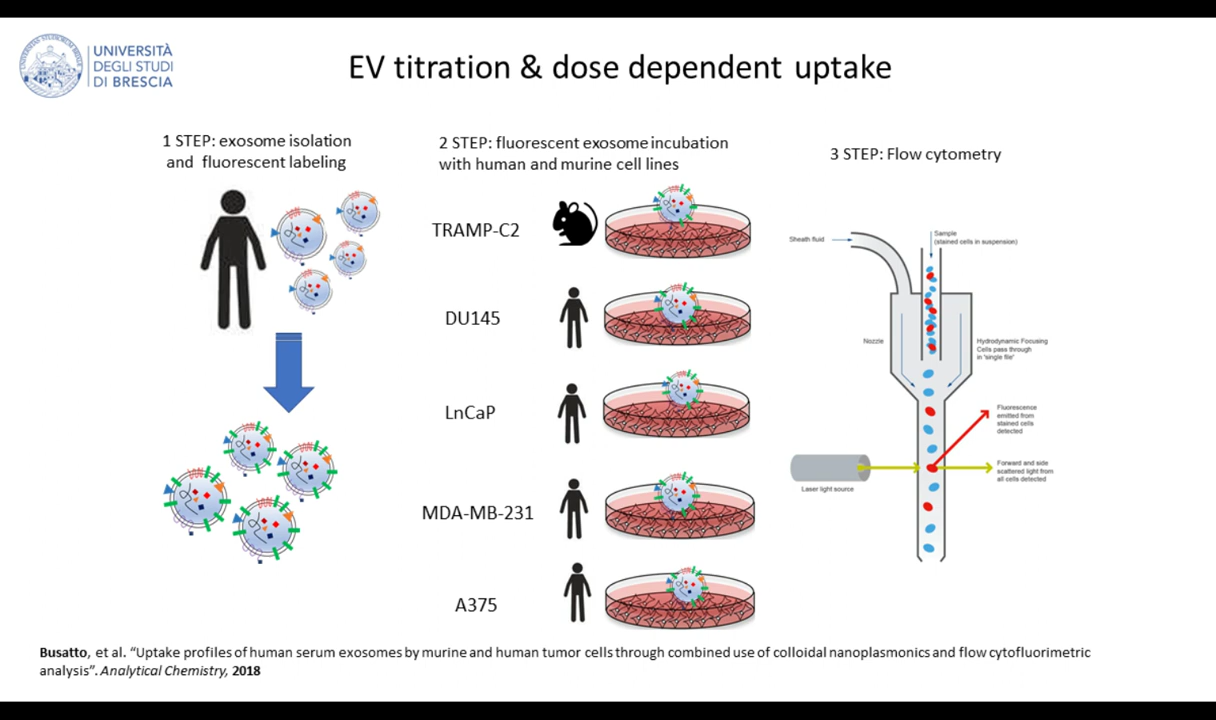 UNIVERSITÀ
DEGLI STUDI
DI BRESCIA
EV titration & dose dependent uptake
1 STEP: exosome isolation
and fluorescent labeling
2 STEP: fluorescent exosome incubation
with human and murine cell lines
3 STEP: Flow cytometry
TRAMP-C2
DU145
LnCaP
MDA-MB-231
A375
Sheath fluid
Sample
(stained cells in suspension)
Nozzle
Hydrodynamic Focusing
Cells pass through
in 'single file'
Fluorescence
emitted from
stained cells
detected
Forward and side
scattered light from
all cells detected
Laser light source
Busatto, et al. “Uptake profiles of human serum exosomes by murine and human tumor cells through combined use of colloidal nanoplasmonics and flow cytofluorimetric
analysis”. Analytical Chemistry, 2018